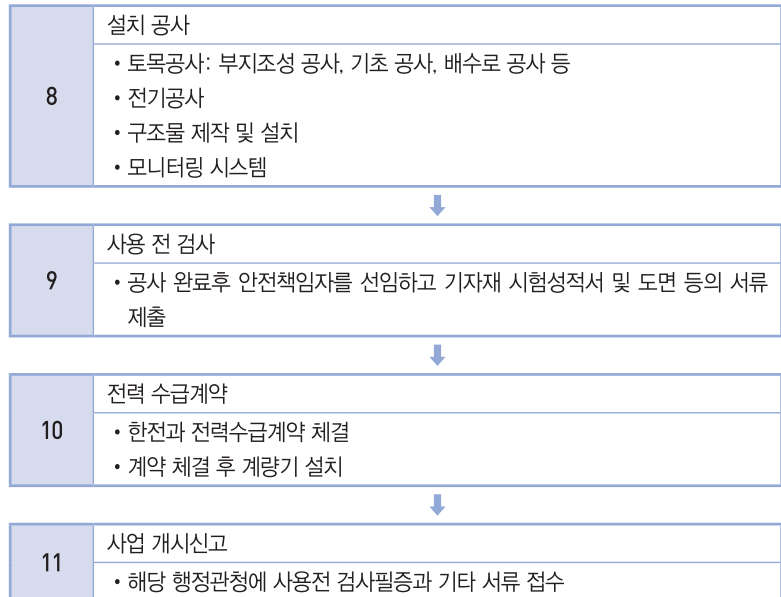 8
설치 공사
• 토목공사: 부지조성 공사, 기초 공사, 배수로 공사 등
• 전기공사
• 구조물 제작 및 설치
• 모니터링 시스템
9
사용 전 검사
• 공사 완료후 안전책임자를 선임하고 기자재 시험성적서 및 도면 등의 서류
제출
10
전력 수급계약
• 한전과 전력수급계약 체결
• 계약 체결 후 계량기 설치
11
사업 개시신고
• 해당 행정관청에 사용전 검사필증과 기타 서류 접수